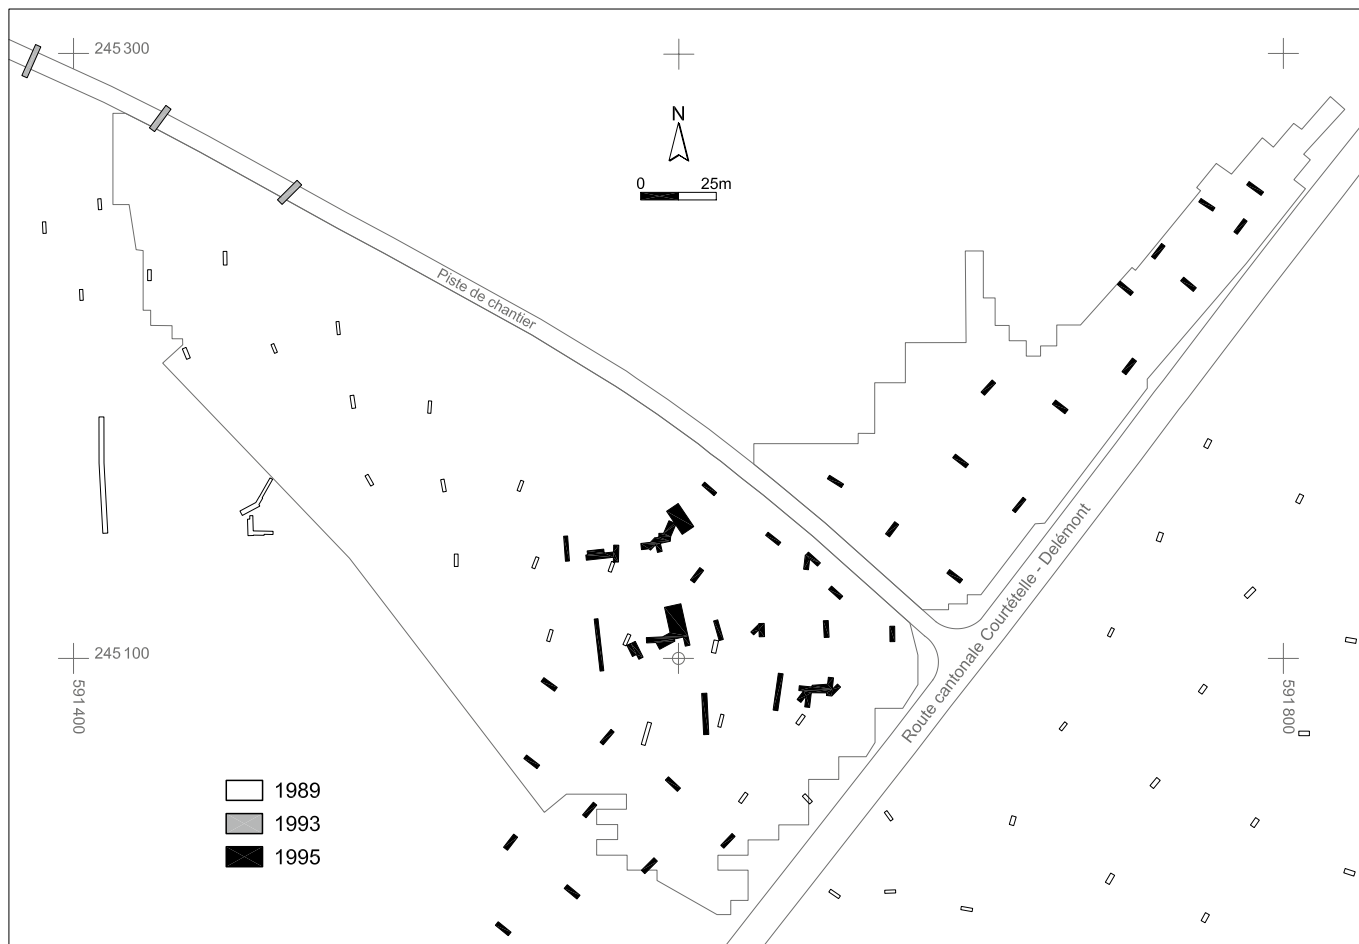 245 300
N
0 25m
Piste de chantier
Route cantonale Courtételle - Delémont
245 100
591 400
591 800
1989
1993
1995